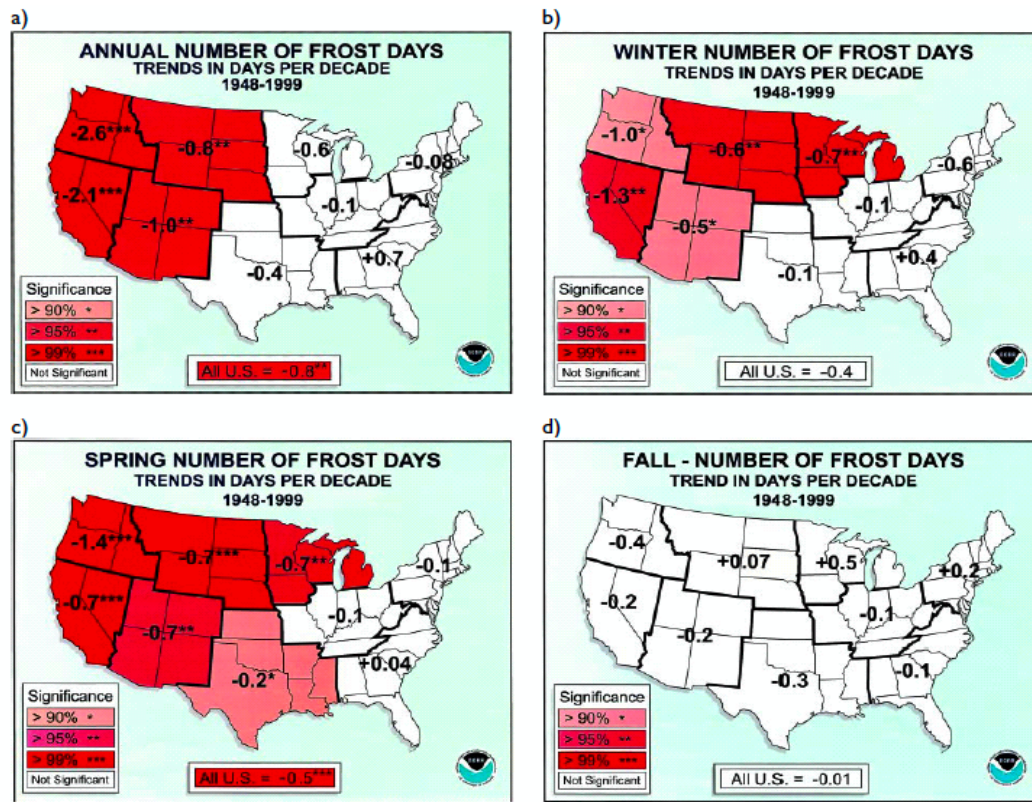 a)
ANNUAL NUMBER OF FROST DAYS
TRENDS IN DAYS PER DECADE
1948-1999
-2.6***
-0.8**
-0.6
-0.08
-2.1***
-1.0**
-0.1
-0.4
+0.7
Significance
> 90% *
> 95% **
> 99% ***
Not Significant
All U.S. = -0.8**
b)
WINTER NUMBER OF FROST DAYS
TRENDS IN DAYS PER DECADE
1948-1999
-1.0*
-0.6**
-0.7**
-0.6
-1.3**
-0.5*
-0.1
-0.1
+0.4
Significance
> 90% *
> 95% **
> 99% ***
Not Significant
All U.S. = -0.4
c)
SPRING NUMBER OF FROST DAYS
TRENDS IN DAYS PER DECADE
1948-1999
-1.4***
-0.7***
-0.7**
-0.1
-0.7***
-0.7**
-0.1
-0.2*
+0.04
Significance
> 90% *
> 95% **
> 99% ***
Not Significant
All U.S. = -0.5***
d)
FALL - NUMBER OF FROST DAYS
TREND IN DAYS PER DECADE
1948-1999
-0.4
+0.07
+0.5
+0.2
-0.2
-0.2
-0.1
-0.3
-0.1
Significance
> 90% *
> 95% **
> 99% ***
Not Significant
All U.S. = -0.01